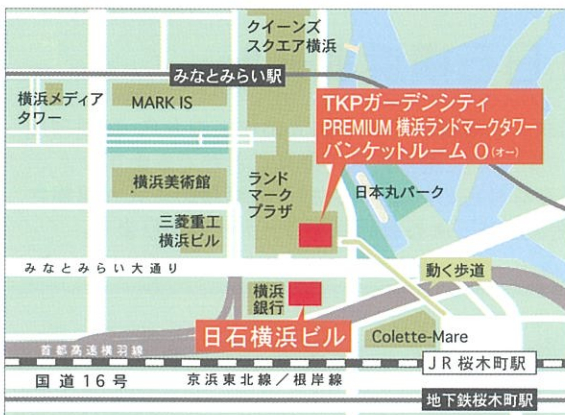 クイーンズ
スクエア横浜
みなとみらい駅
横浜メディア
タワー
MARK IS
TKPガーデンシティ
PREMIUM 横浜ランドマークタワー
バンケットルーム O(オー)
横浜美術館
ランド
マーク
プラザ
日本丸パーク
三菱重工
横浜ビル
みなとみらい大通り
動く歩道
横浜
銀行
日石横浜ビル
Colette-Mare
首都高速横羽線
JR 桜木町駅
国道16号
京浜東北線/根岸線
地下鉄桜木町駅